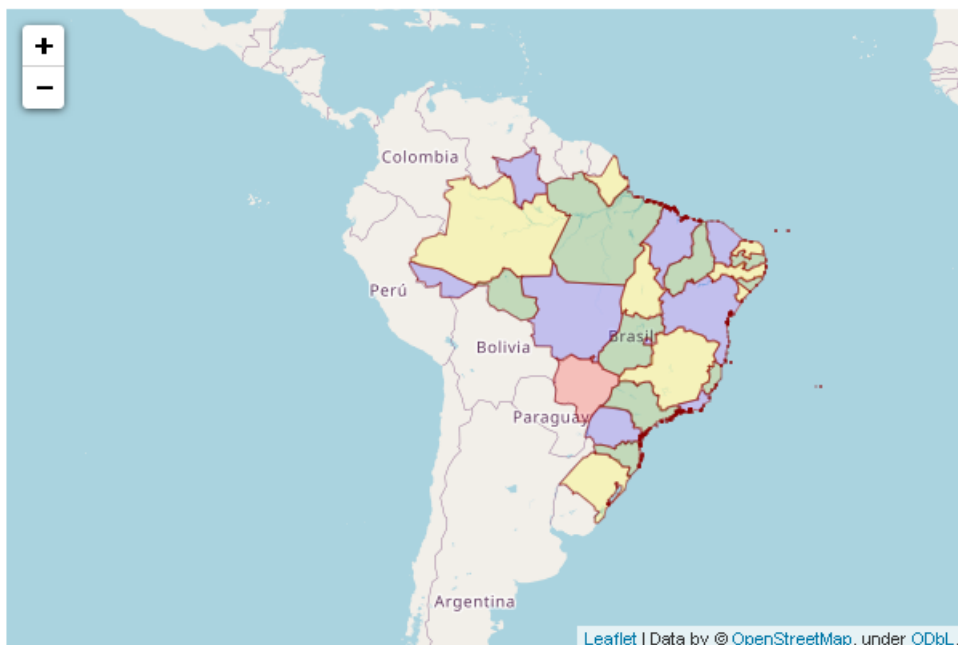 +
−
Colombia
Perú
Brasil
Bolivia
Paraguay
Argentina
Leaflet | Data by © OpenStreetMap, under ODbL.